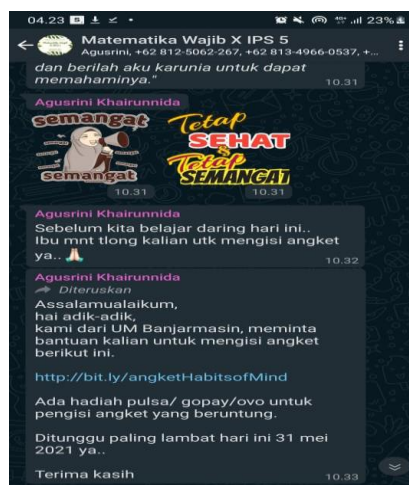 04.23
23%
Matematika Wajib X IPS 5
Agusrini, +62 812-5062-267, +62 813-4966-0537, +...
dan berilah aku karunia untuk dapat
memahaminya."
10.31
Agusrini Khairunnida
semangat
semangat
10.31
Tetap
SEHAT
&
Tetap
SEMANGAT
10.31
Agusrini Khairunnida
Sebelum kita belajar daring hari ini..
Ibu mnt tlong kalian utk mengisi angket
ya.. 🙏🏻
10.32
Agusrini Khairunnida
Diteruskan
Assalamualaikum,
hai adik-adik,
kami dari UM Banjarmasin, meminta
bantuan kalian untuk mengisi angket
berikut ini.
http://bit.ly/angketHabitsofMind
Ada hadiah pulsa/ gopay/ovo untuk
pengisi angket yang beruntung.
Ditunggu paling lambat hari ini 31 mei
2021 ya..
Terima kasih
10.33